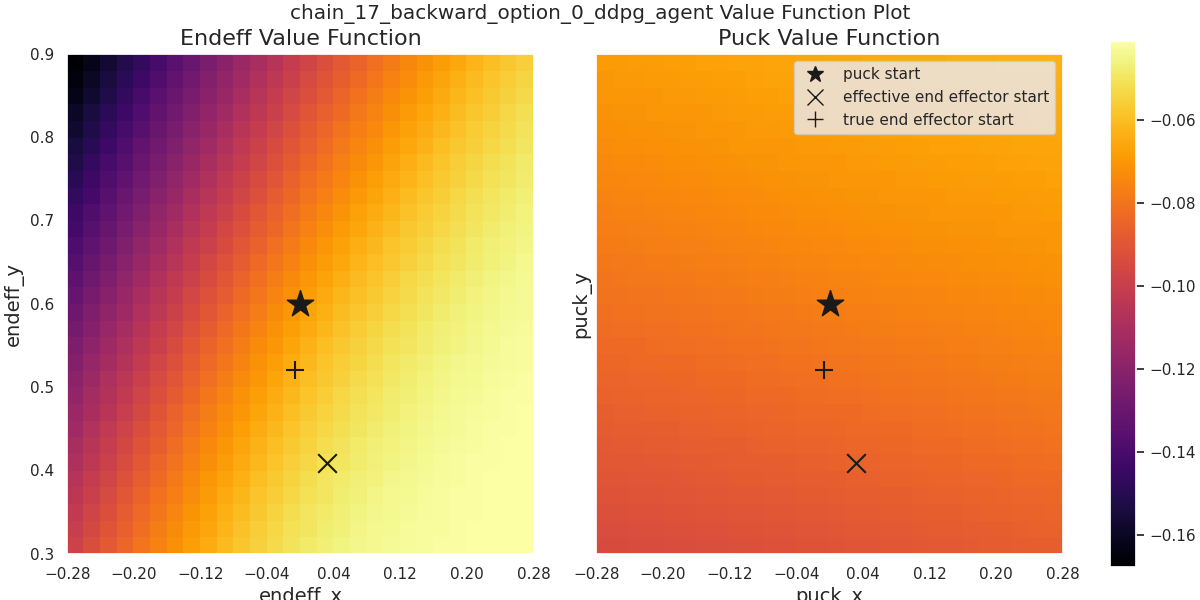 chain_17_backward_option_0_ddpg_agent Value Function Plot
Endeff Value Function
Puck Value Function
puck start
effective end effector start
true end effector start
0.9
0.8
0.7
0.6
0.5
0.4
0.3
endeff_y
−0.28 −0.20 −0.12 −0.04 0.04 0.12 0.20 0.28
endeff_x
puck_y
−0.28 −0.20 −0.12 −0.04 0.04 0.12 0.20 0.28
puck_x
−0.06
−0.08
−0.10
−0.12
−0.14
−0.16